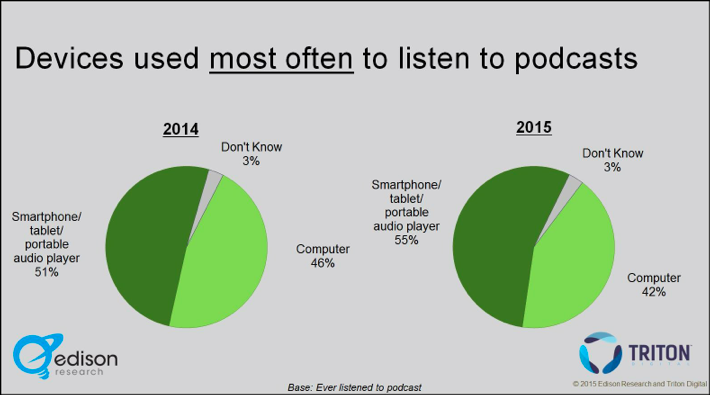 Devices used most often to listen to podcasts
2014
Don't Know
3%
Smartphone/
tablet/
portable
audio player
51%
Computer
46%
2015
Don't Know
3%
Smartphone/
tablet/
portable
audio player
55%
Computer
42%
edison
research
TRITON
DIGITAL
Base: Ever listened to podcast
© 2015 Edison Research and Triton Digital